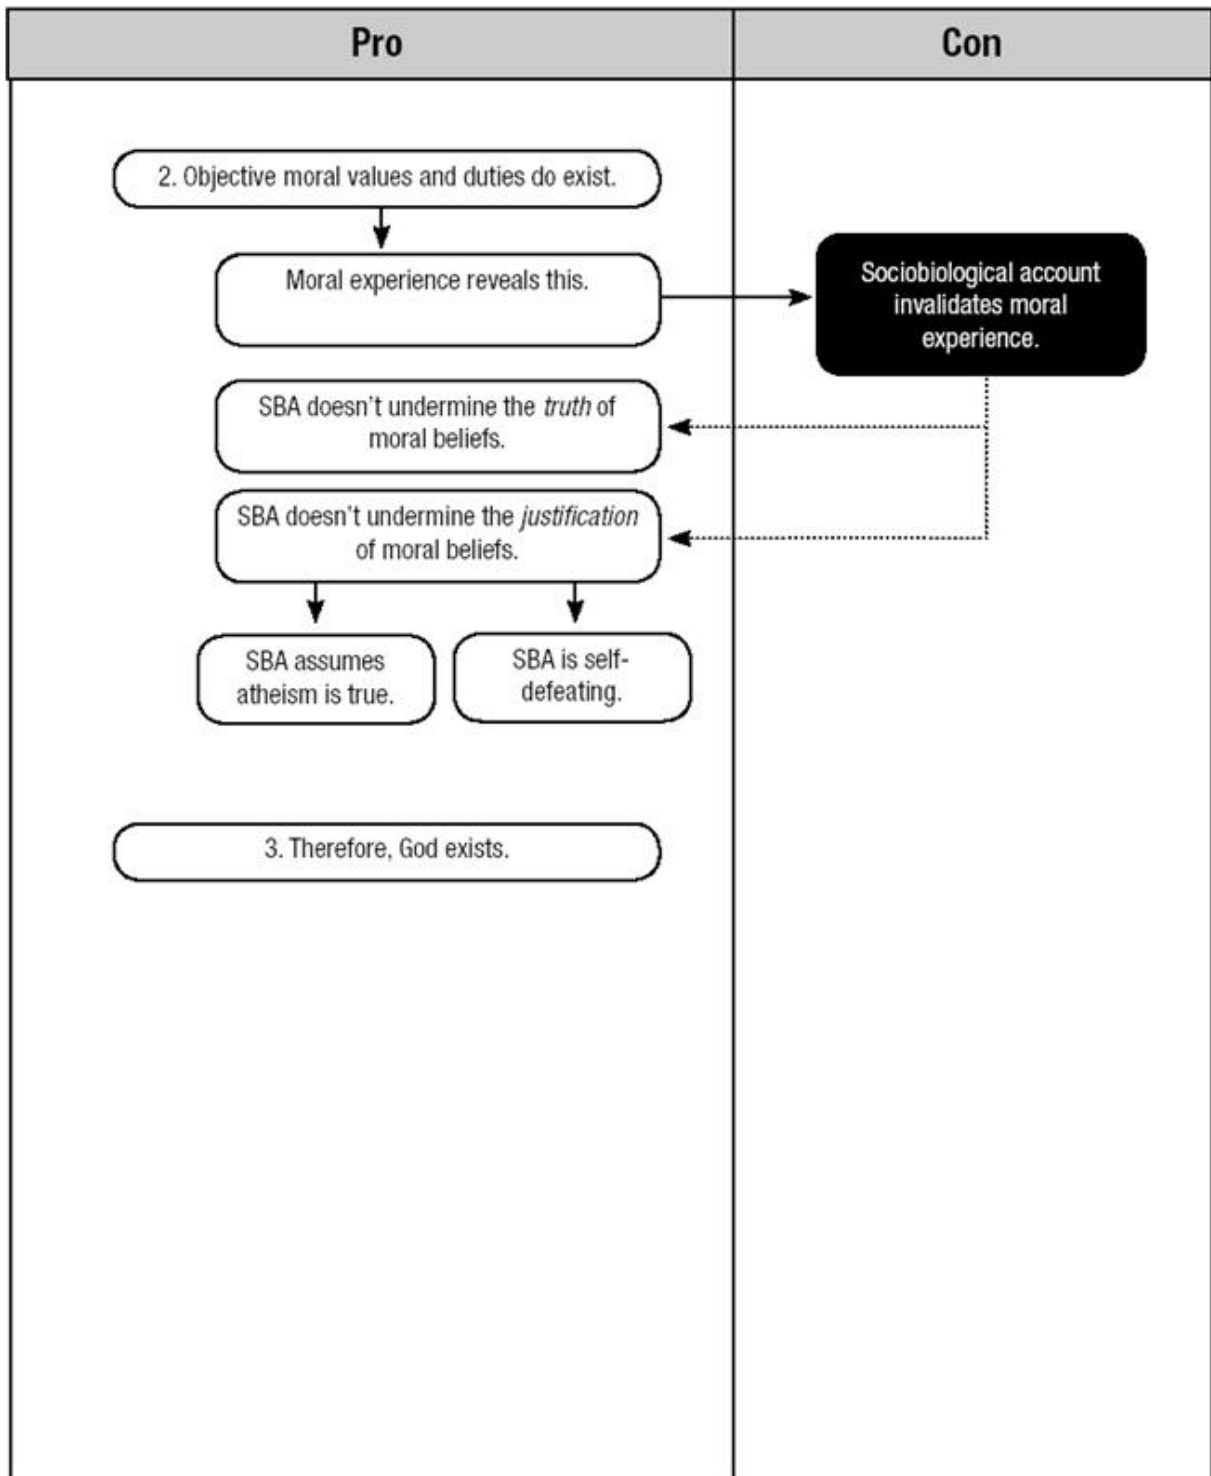 Pro
Con
2. Objective moral values and duties do exist.
Moral experience reveals this.
Sociobiological account
invalidates moral
experience.
SBA doesn't undermine the truth of
moral beliefs.
SBA doesn't undermine the justification
of moral beliefs.
SBA assumes
atheism is true.
SBA is self-
defeating.
3. Therefore, God exists.